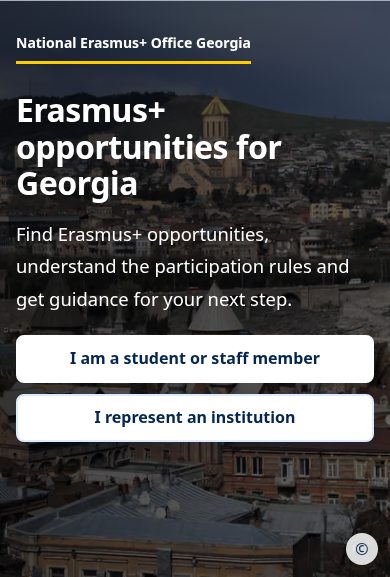 National Erasmus+ Office Georgia
Erasmus+
opportunities for
Georgia
Find Erasmus+ opportunities,
understand the participation rules and
get guidance for your next step.
I am a student or staff member
I represent an institution
©